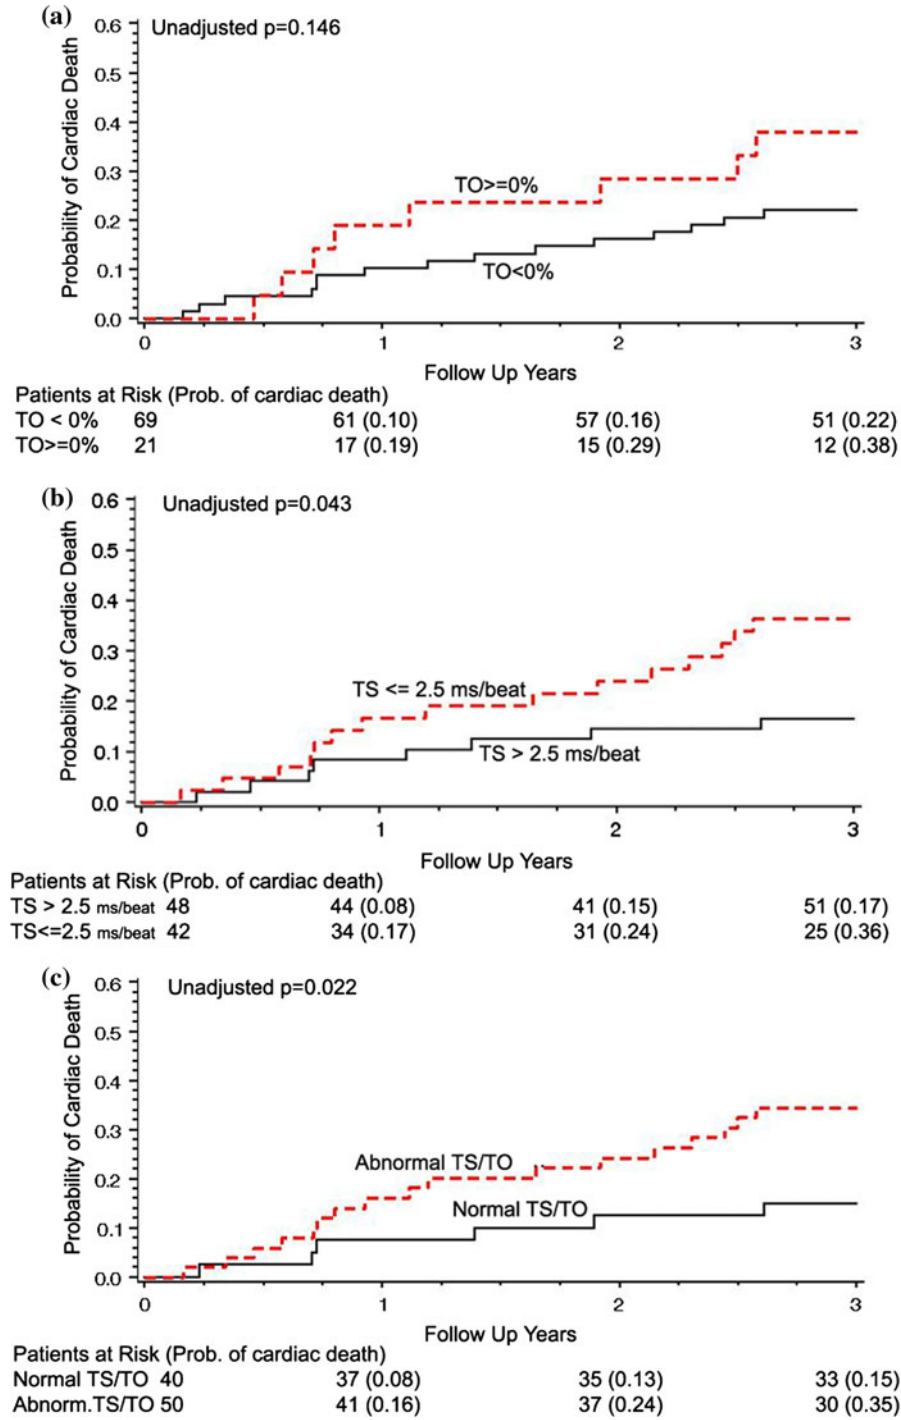 (a)
Unadjusted p=0.146
Probability of Cardiac Death
0.6
0.5
0.4
0.3
0.2
0.1
0.0
TO>=0%
TO<0%
0 1 2 3
Follow Up Years
Patients at Risk (Prob. of cardiac death)
TO < 0% 69 61 (0.10) 57 (0.16) 51 (0.22)
TO>=0% 21 17 (0.19) 15 (0.29) 12 (0.38)
(b)
Unadjusted p=0.043
Probability of Cardiac Death
0.6
0.5
0.4
0.3
0.2
0.1
0.0
TS <= 2.5 ms/beat
TS > 2.5 ms/beat
0 1 2 3
Follow Up Years
Patients at Risk (Prob. of cardiac death)
TS > 2.5 ms/beat 48 44 (0.08) 41 (0.15) 51 (0.17)
TS<=2.5 ms/beat 42 34 (0.17) 31 (0.24) 25 (0.36)
(c)
Unadjusted p=0.022
Probability of Cardiac Death
0.6
0.5
0.4
0.3
0.2
0.1
0.0
Abnormal TS/TO
Normal TS/TO
0 1 2 3
Follow Up Years
Patients at Risk (Prob. of cardiac death)
Normal TS/TO 40 37 (0.08) 35 (0.13) 33 (0.15)
Abnorm.TS/TO 50 41 (0.16) 37 (0.24) 30 (0.35)